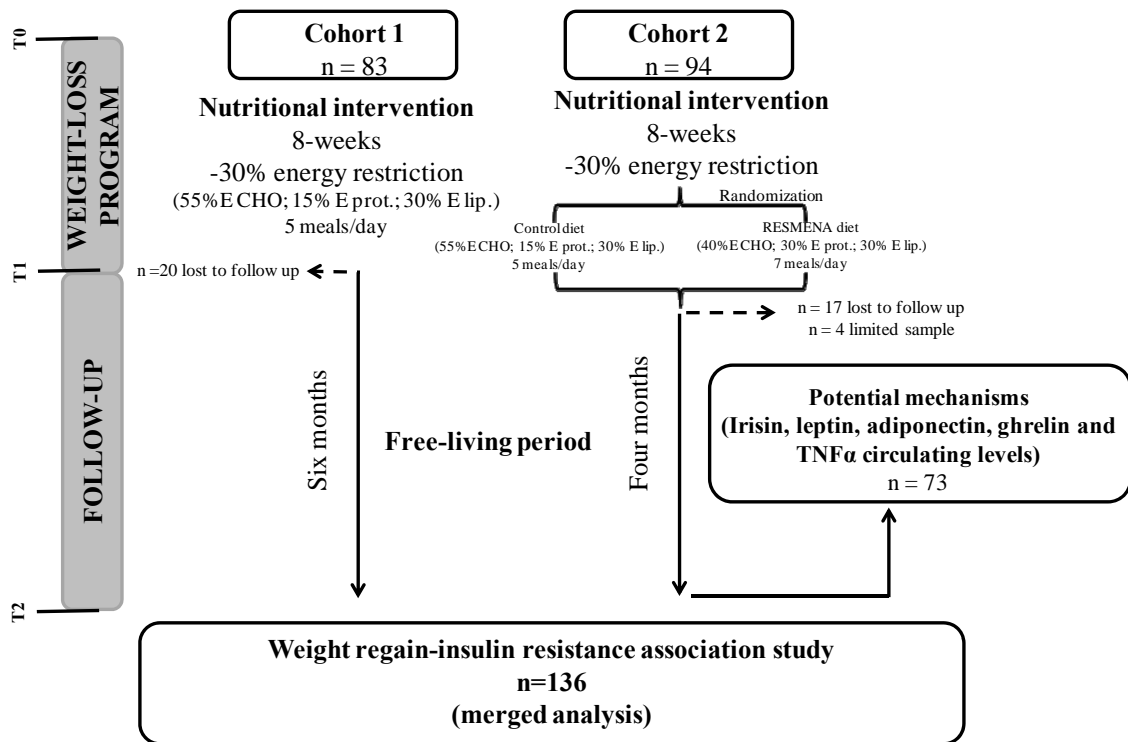 T0
WEIGHT-LOSS
PROGRAM
T1
FOLLOW-UP
T2
Cohort 1
n = 83
Nutritional intervention
8-weeks
-30% energy restriction
(55%E CHO; 15% E prot.; 30% E lip.)
5 meals/day
n =20 lost to follow up
Six months
Cohort 2
n = 94
Nutritional intervention
8-weeks
-30% energy restriction
Randomization
Control diet
(55%ECHO; 15% E prot.; 30% E lip.)
5 meals/day
RESMENA diet
(40%ECHO; 30% E prot.; 30% E lip.)
7 meals/day
n = 17 lost to follow up
n = 4 limited sample
Free-living period
Four months
Potential mechanisms
(Irisin, leptin, adiponectin, ghrelin and
TNFα circulating levels)
n = 73
Weight regain-insulin resistance association study
n=136
(merged analysis)